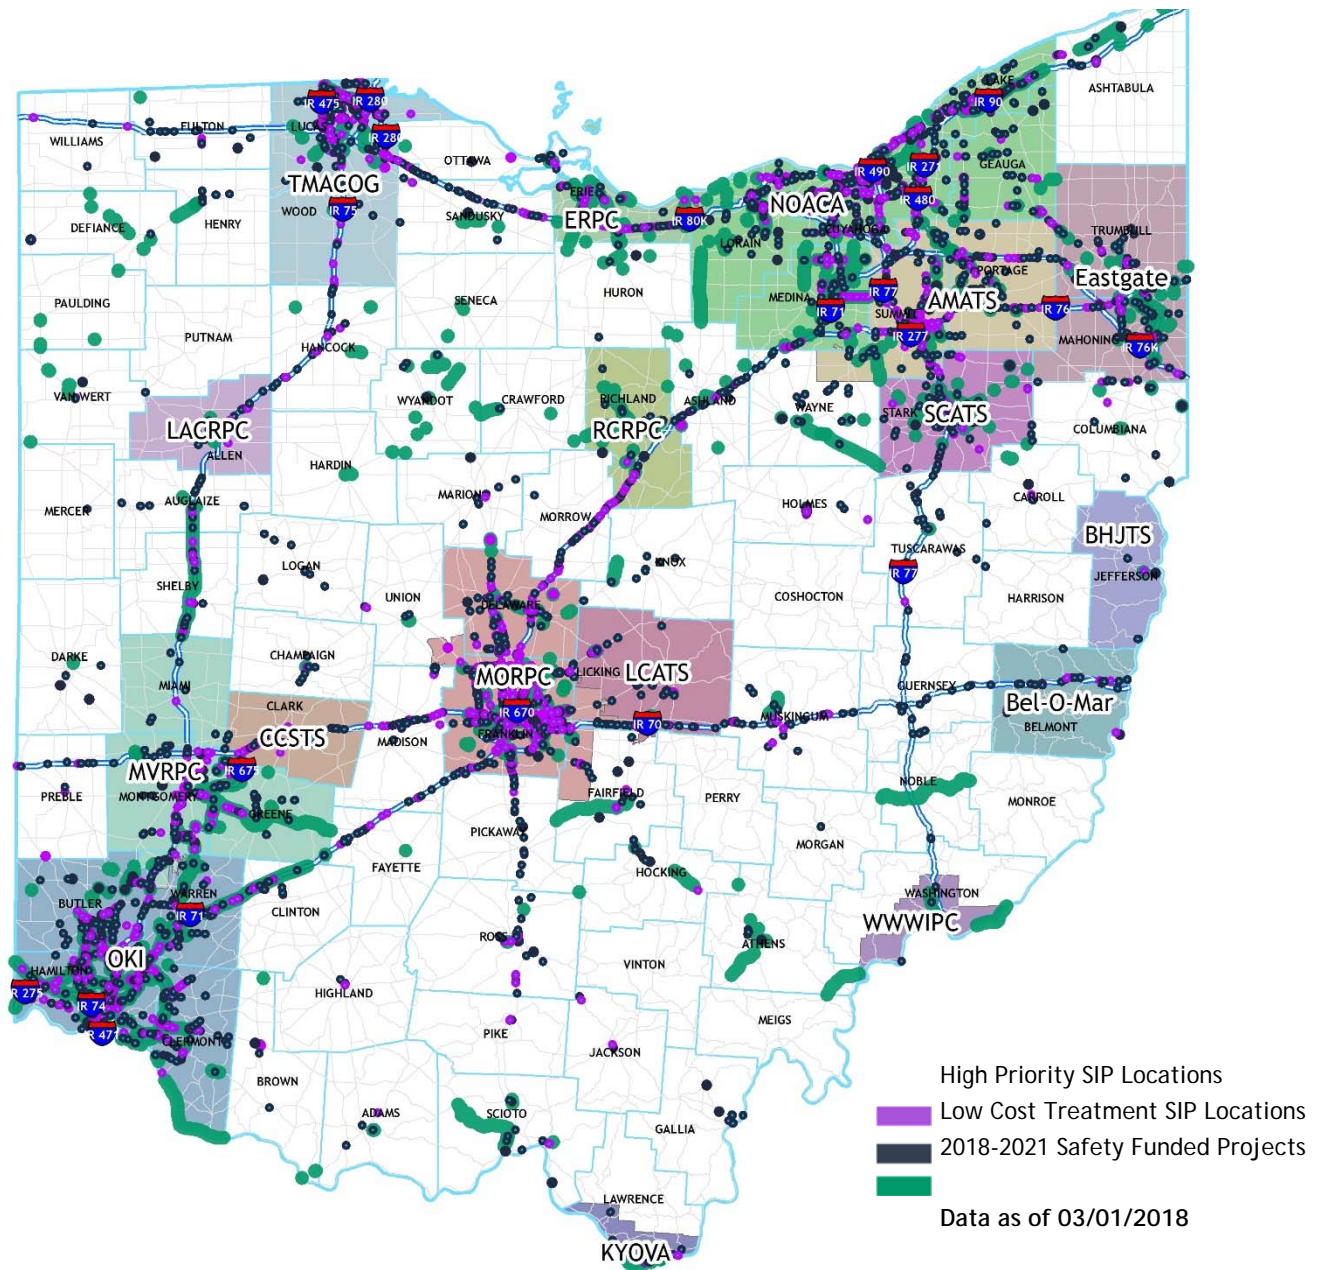 LAKE
ASHTABULA
IR 90
IR 475
IR 280
FULTON
LUCAS
IR 280
WILLIAMS
OTTAWA
IR 490
IR 271
GEAUGA
TMACOG
ERIE
NOACA
IR 480
WOOD
IR 75
SANDUSKY
ERPC
IR 80K
HENRY
DEFIANCE
LORAIN
CUYAHOGA
TRUMBULL
PORTAGE
Eastgate
SENECA
HURON
MEDINA
IR 77
AMATS
PAULDING
IR 71
SUMMIT
IR 76
PUTNAM
HANCOCK
IR 277
MAHONING
IR 76K
VAN WERT
WYANDOT
CRAWFORD
RICHLAND
ASHLAND
WAYNE
STARK
SCATS
LACRPC
RCRPC
COLUMBIANA
ALLEN
HARDIN
MARION
AUGLAIZE
CARROLL
MERCER
MORROW
HOLMES
BHJTS
TUSCARAWAS
LOGAN
KNOX
IR 77
JEFFERSON
SHELBY
UNION
COSHOCTON
HARRISON
DELAWARE
DARKE
CHAMPAIGN
MIAMI
MORPC
LICKING
LCATS
GUERNSEY
Bel-O-Mar
CLARK
IR 670
MUSKINGUM
BELMONT
CCSTS
MADISON
FRANKLIN
IR 70
MVRPC
IR 675
NOBLE
PREBLE
MONTGOMERY
FAIRFIELD
PERRY
MONROE
GREENE
PICKAWAY
MORGAN
FAYETTE
HOCKING
WARREN
WASHINGTON
BUTLER
IR 71
CLINTON
WWWIPC
ROSS
ATHENS
OKI
VINTON
HAMILTON
IR 275
HIGHLAND
IR 74
MEIGS
IR 471
PIKE
CLERMONT
JACKSON
BROWN
ADAMS
SCIOTO
GALLIA
LAWRENCE
KYOVA
High Priority SIP Locations
Low Cost Treatment SIP Locations
2018-2021 Safety Funded Projects
Data as of 03/01/2018